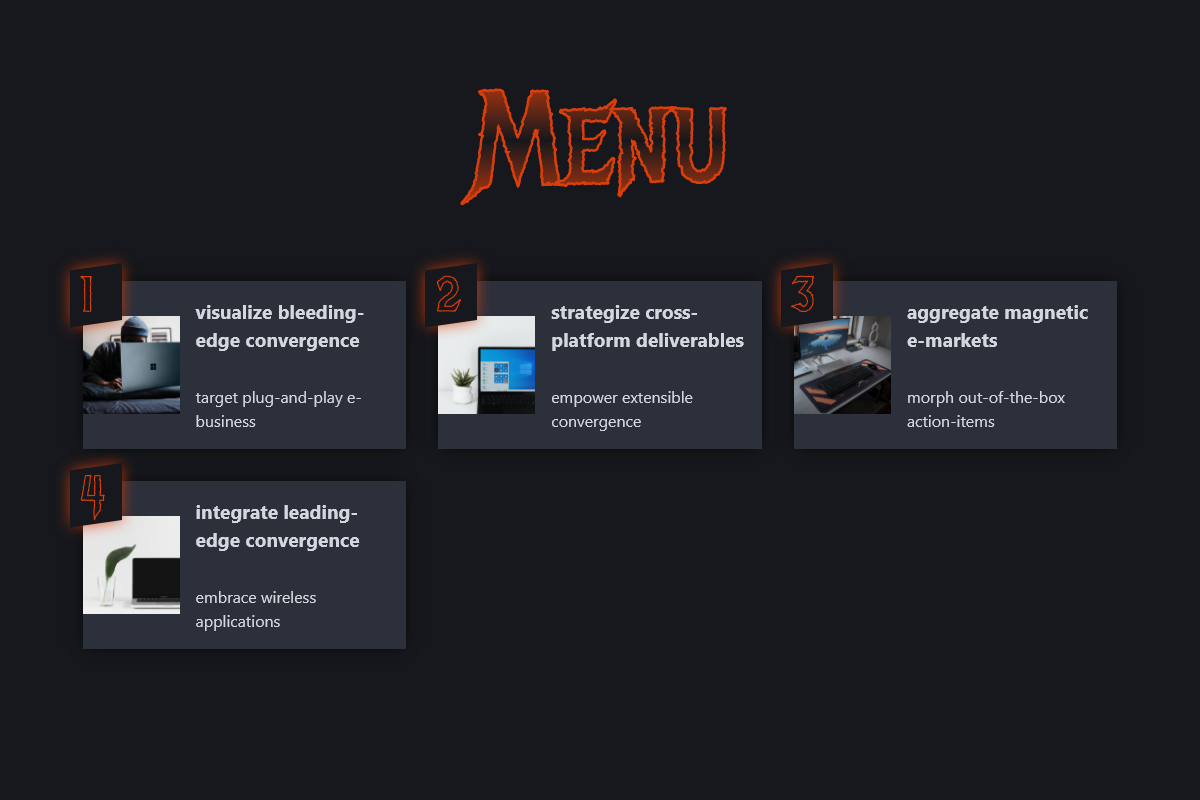 Menu
1
visualize bleeding-
edge convergence
target plug-and-play e-
business
2
strategize cross-
platform deliverables
empower extensible
convergence
3
aggregate magnetic
e-markets
morph out-of-the-box
action-items
4
integrate leading-
edge convergence
embrace wireless
applications